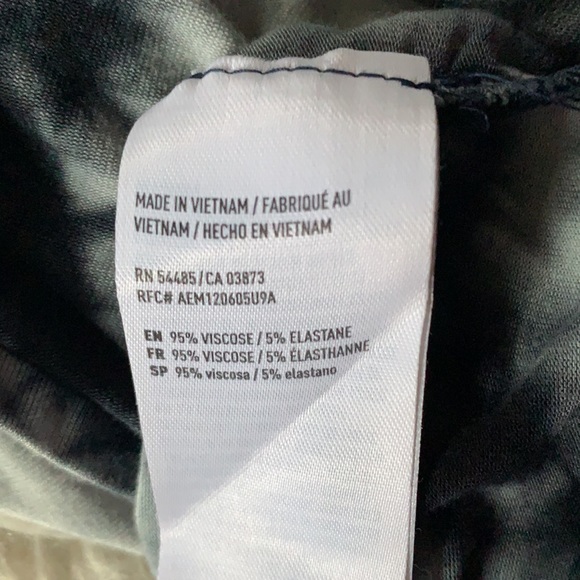 MADE IN VIETNAM / FABRIQUÉ AU
VIETNAM / HECHO EN VIETNAM
RN 54485 / CA 03873
RFC# AEM120605U9A
EN 95% VISCOSE / 5% ELASTANE
FR 95% VISCOSE / 5% ÉLASTHANNE
SP 95% viscosa / 5% elastano